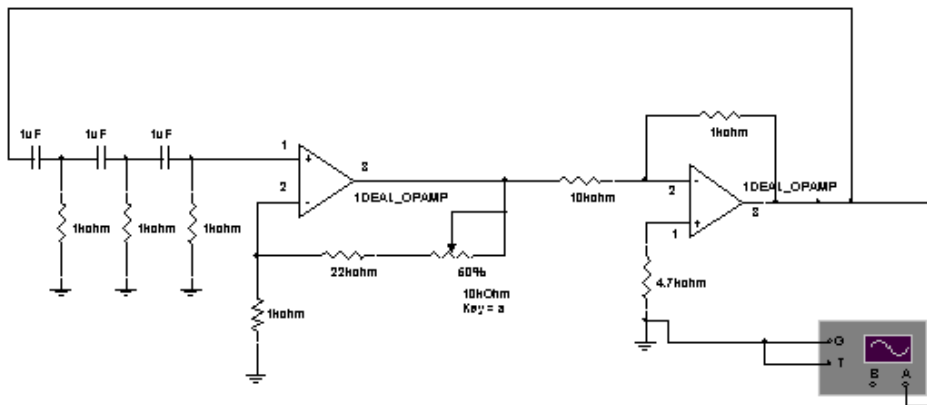 1uF
1uF
1uF
1
2
3
1DEAL_OPAMP
1kohm
1kohm
1kohm
22kohm
60%
10kOhm
Key = a
1kohm
10kohm
1kohm
2
1
3
1DEAL_OPAMP
4.7kohm
G
T
B
A